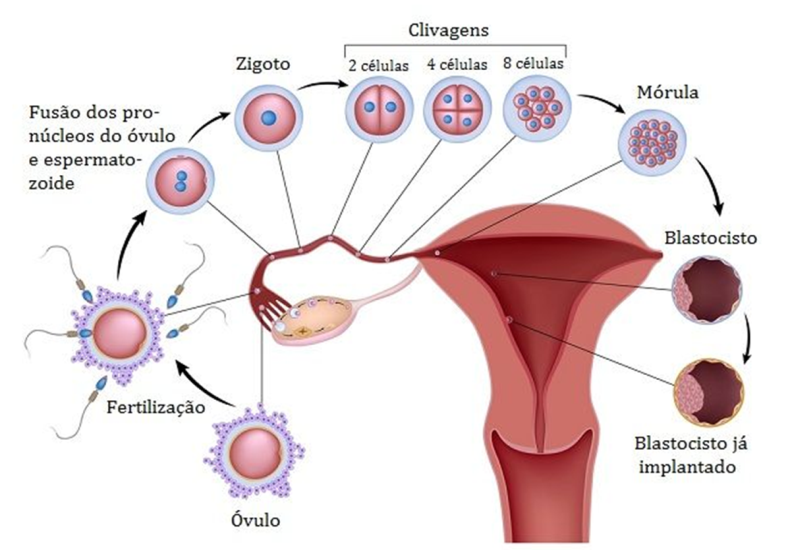 Clivagens
2 células
4 células
8 células
Zigoto
Mórula
Fusão dos pro-
núcleos do óvulo
e espermato-
zoide
Blastocisto
Fertilização
Blastocisto já
implantado
Óvulo